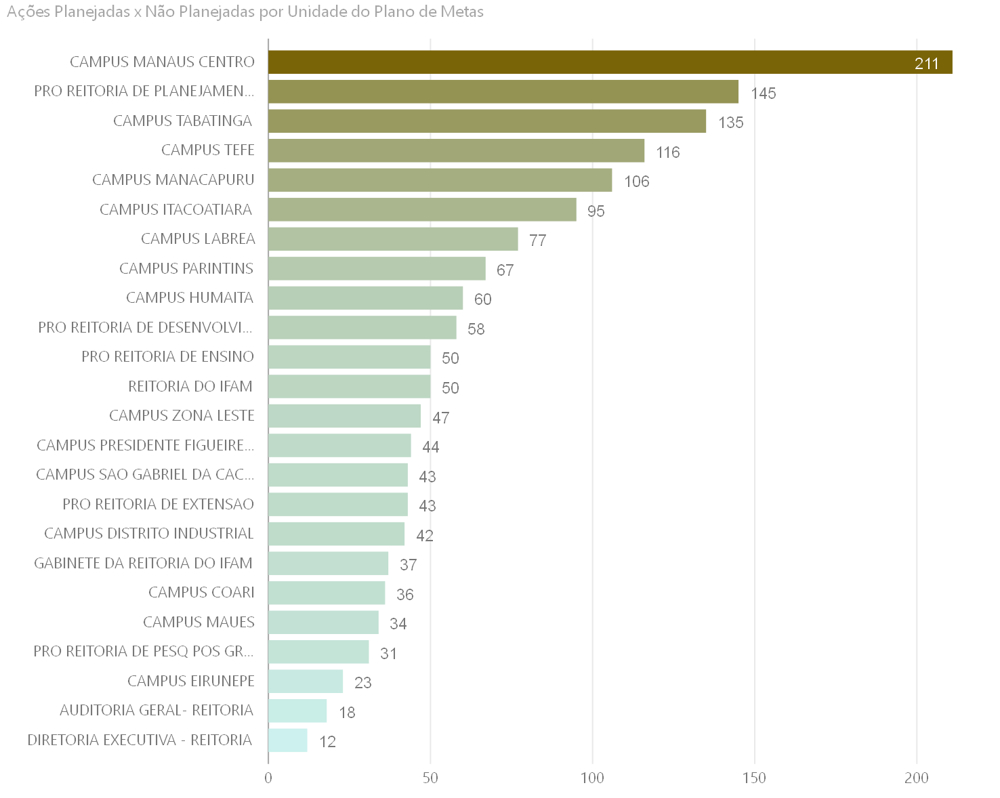 Ações Planejadas x Não Planejadas por Unidade do Plano de Metas
CAMPUS MANAUS CENTRO 211
PRO REITORIA DE PLANEJAMEN... 145
CAMPUS TABATINGA 135
CAMPUS TEFE 116
CAMPUS MANACAPURU 106
CAMPUS ITACOATIARA 95
CAMPUS LABREA 77
CAMPUS PARINTINS 67
CAMPUS HUMAITA 60
PRO REITORIA DE DESENVOLVI... 58
PRO REITORIA DE ENSINO 50
REITORIA DO IFAM 50
CAMPUS ZONA LESTE 47
CAMPUS PRESIDENTE FIGUEIRE... 44
CAMPUS SAO GABRIEL DA CAC... 43
PRO REITORIA DE EXTENSAO 43
CAMPUS DISTRITO INDUSTRIAL 42
GABINETE DA REITORIA DO IFAM 37
CAMPUS COARI 36
CAMPUS MAUES 34
PRO REITORIA DE PESQ POS GR... 31
CAMPUS EIRUNEPE 23
AUDITORIA GERAL- REITORIA 18
DIRETORIA EXECUTIVA - REITORIA 12
0 50 100 150 200